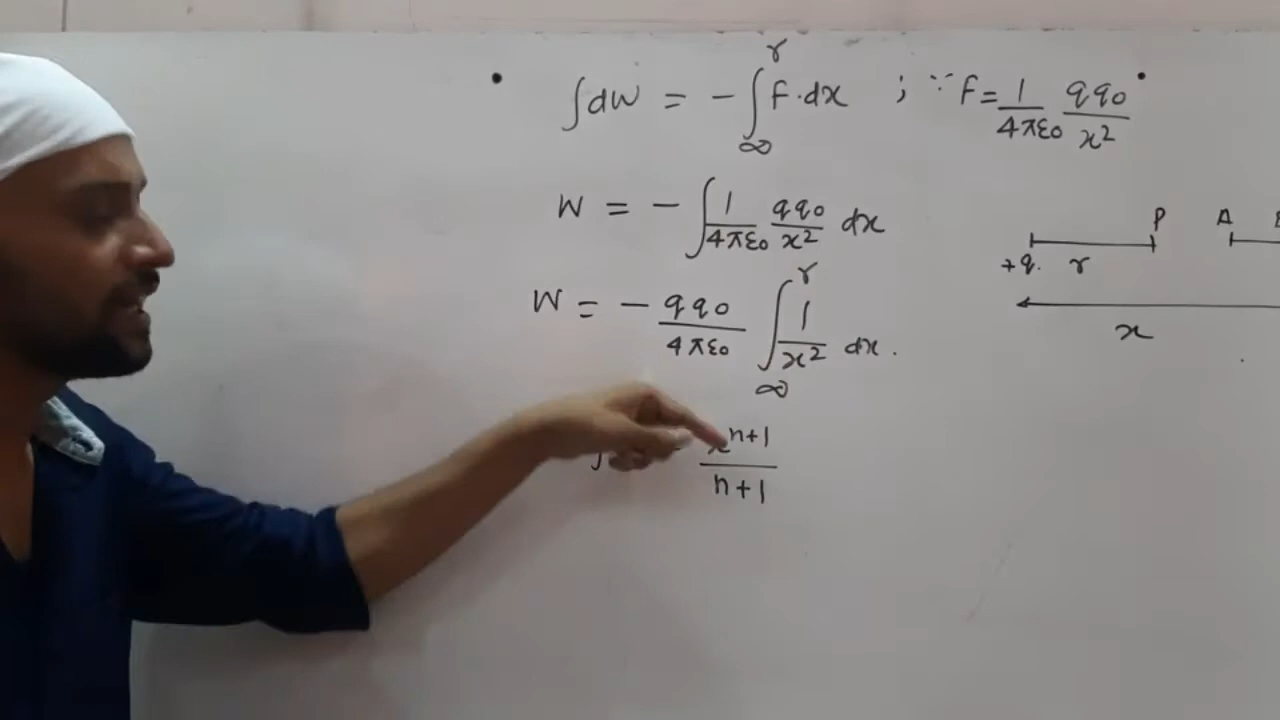 ∫dW = - ∫_∞^r F·dx ; ∵ F = 1/4πε₀ qq₀/x²
W = - ∫ 1/4πε₀ qq₀/x² dx
P A
+q. r
W = - qq₀/4πε₀ ∫_∞^r 1/x² dx.
x
x^(n+1)/n+1